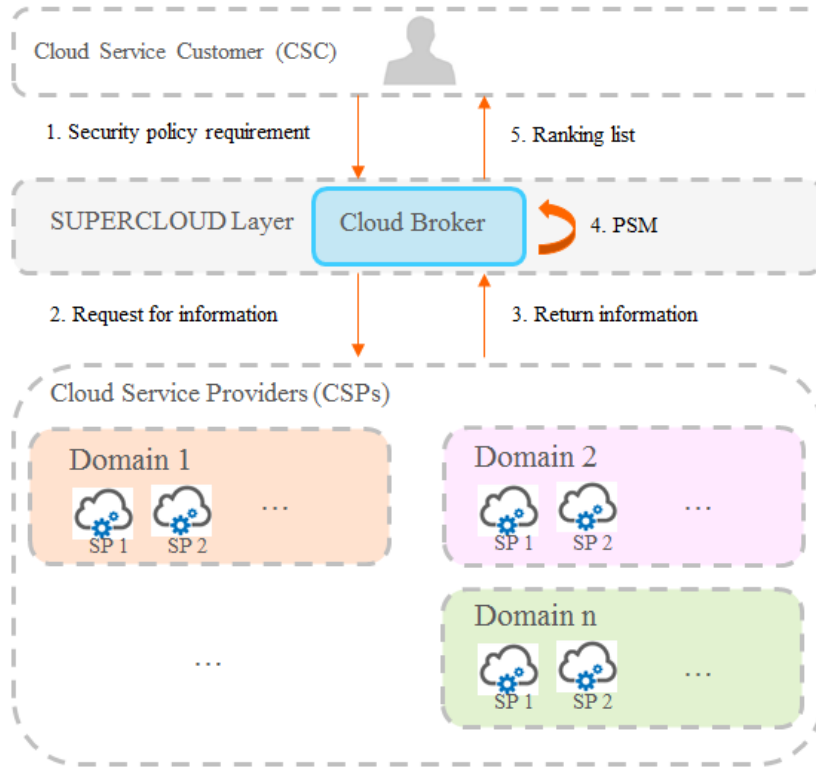 Cloud Service Customer (CSC)
1. Security policy requirement
5. Ranking list
SUPERCLOUD Layer
Cloud Broker
4. PSM
2. Request for information
3. Return information
Cloud Service Providers (CSPs)
Domain 1
SP 1
SP 2
...
Domain 2
SP 1
SP 2
...
...
Domain n
SP 1
SP 2
...